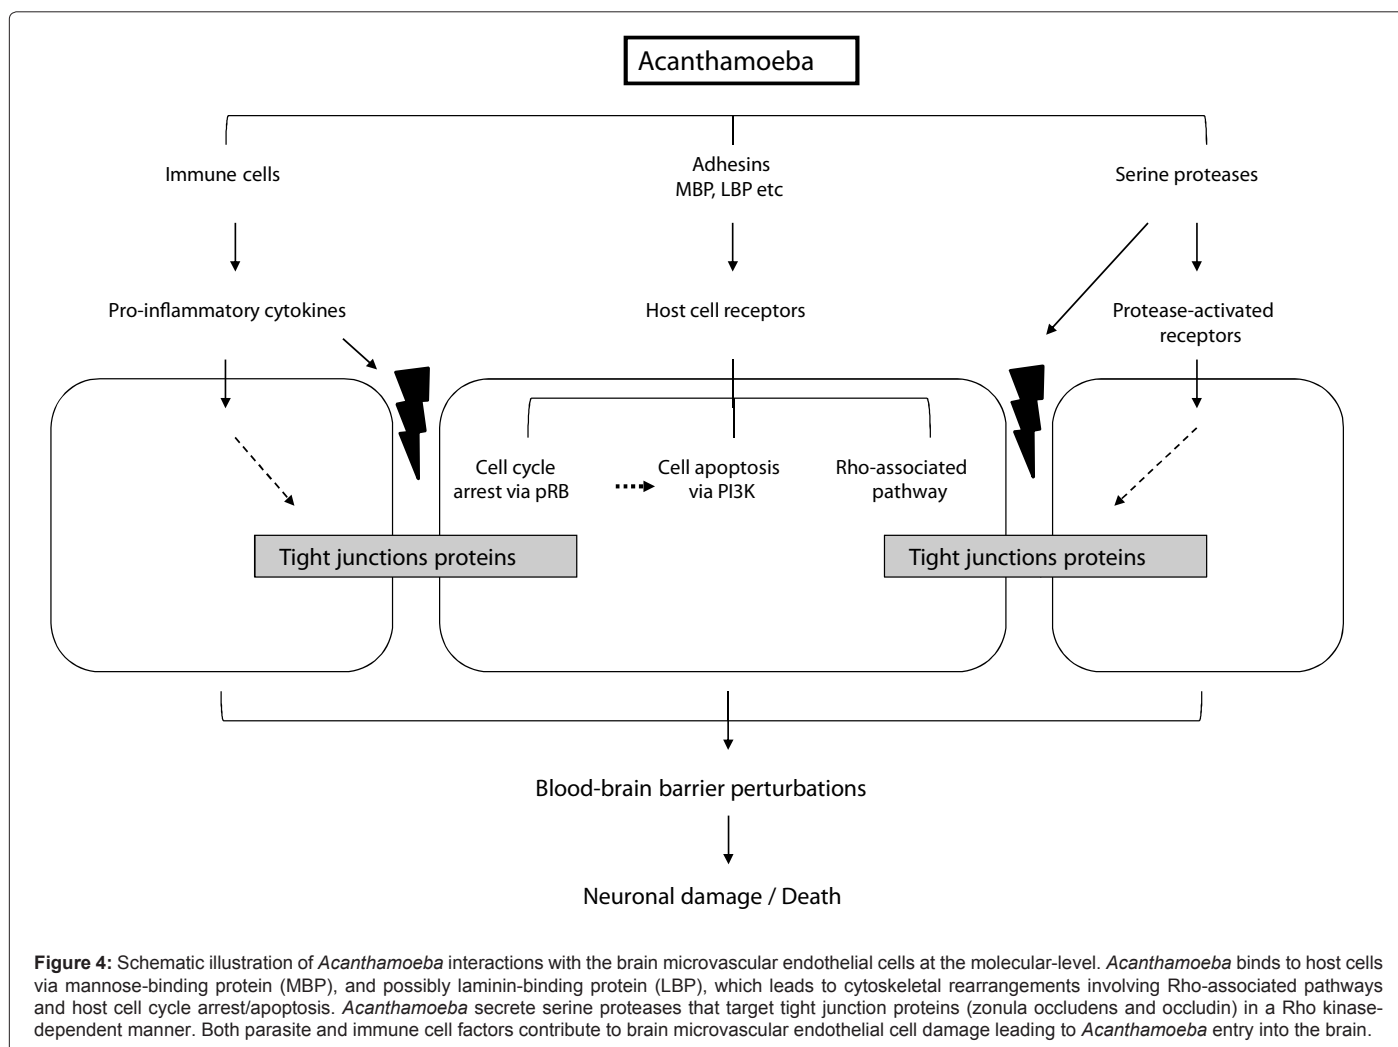 Acanthamoeba
Immune cells
Adhesins
MBP, LBP etc
Serine proteases
Pro-inflammatory cytokines
Host cell receptors
Protease-activated
receptors
Cell cycle
arrest via pRB
Cell apoptosis
via PI3K
Rho-associated
pathway
Tight junctions proteins
Tight junctions proteins
Blood-brain barrier perturbations
Neuronal damage / Death
Figure 4: Schematic illustration of Acanthamoeba interactions with the brain microvascular endothelial cells at the molecular-level. Acanthamoeba binds to host cells
via mannose-binding protein (MBP), and possibly laminin-binding protein (LBP), which leads to cytoskeletal rearrangements involving Rho-associated pathways
and host cell cycle arrest/apoptosis. Acanthamoeba secrete serine proteases that target tight junction proteins (zonula occludens and occludin) in a Rho kinase-
dependent manner. Both parasite and immune cell factors contribute to brain microvascular endothelial cell damage leading to Acanthamoeba entry into the brain.